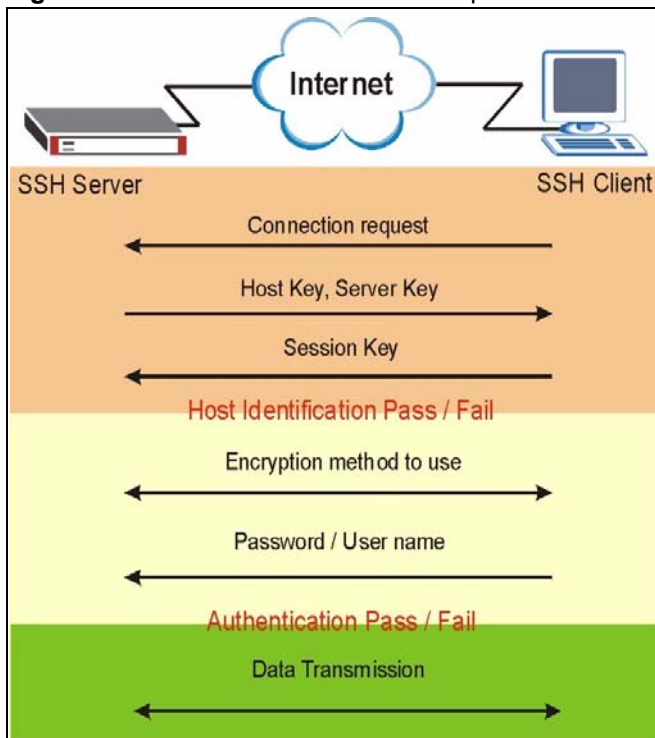 Internet
SSH Server
SSH Client
Connection request
Host Key, Server Key
Session Key
Host Identification Pass / Fail
Encryption method to use
Password / User name
Authentication Pass / Fail
Data Transmission